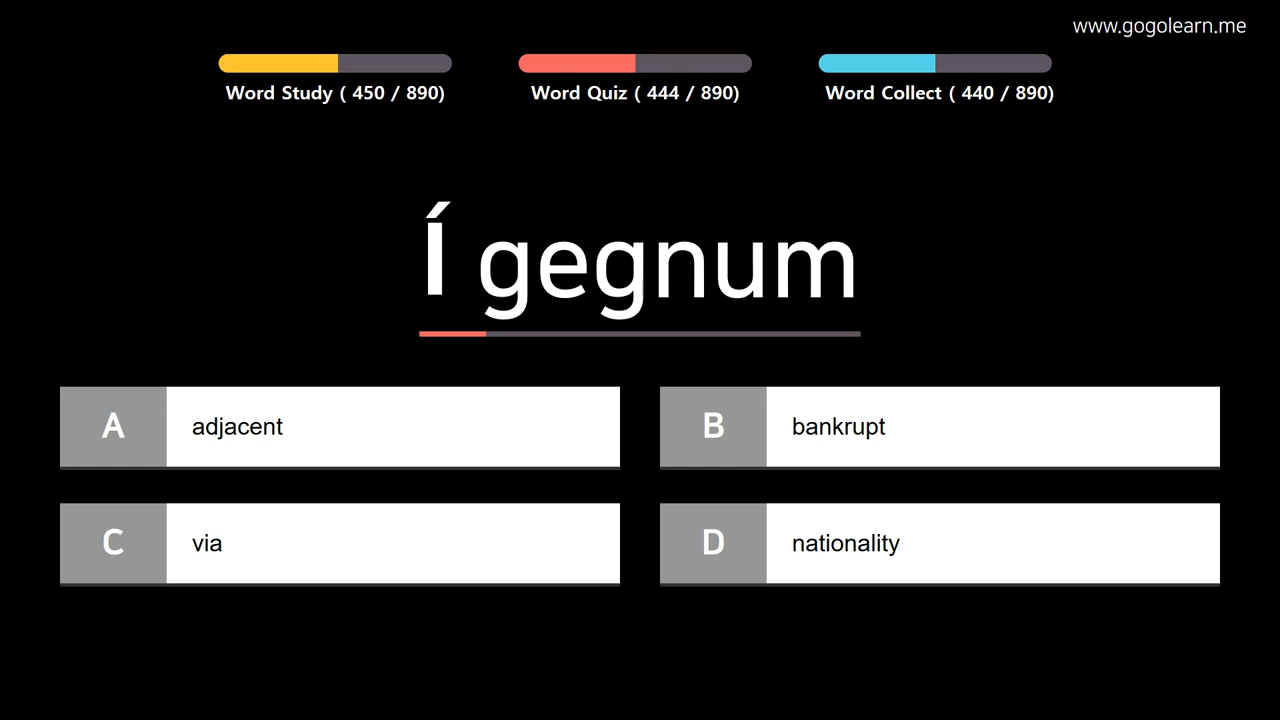 www.gogolearn.me
Word Study ( 450 / 890)
Word Quiz ( 444 / 890)
Word Collect ( 440 / 890)
Í gegnum
A adjacent
B bankrupt
C via
D nationality